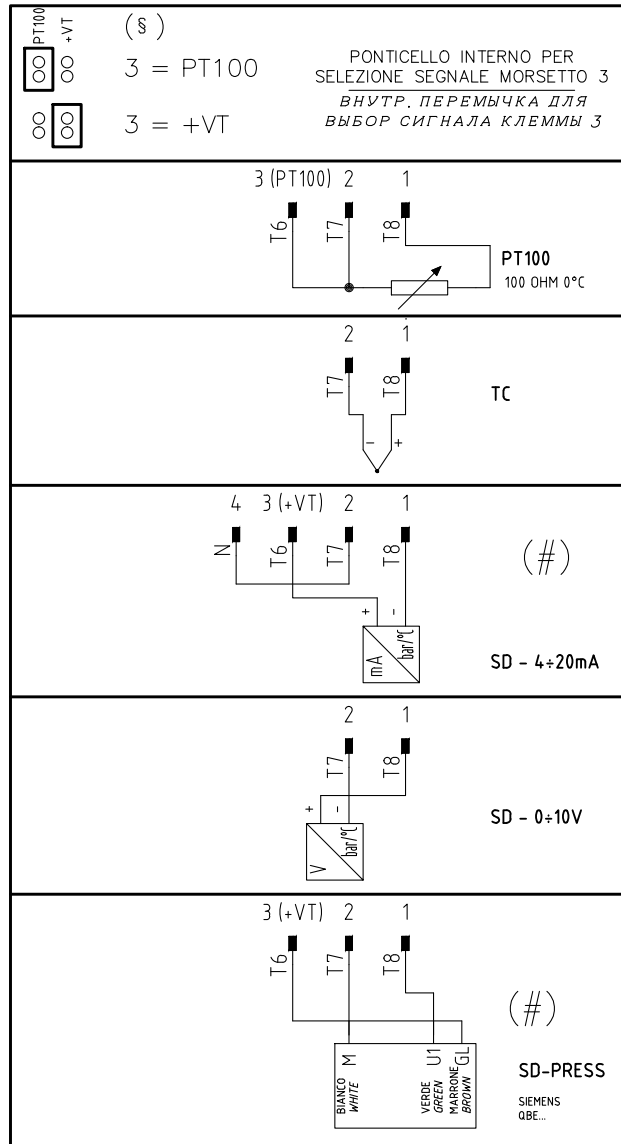 PT100
+VT
(§)
3 = PT100
3 = +VT
PONTICELLO INTERNO PER
SELEZIONE SEGNALE MORSETTO 3
ВНУТР. ПЕРЕМЫЧКА ДЛЯ
ВЫБОР СИГНАЛА КЛЕММЫ 3
3 (PT100) 2 1
T6 T7 T8
PT100
100 OHM 0°C
2 1
T7 T8
TC
- +
4 3 (+VT) 2 1
N T6 T7 T8
(#)
+ -
mA bar/°C
SD - 4÷20mA
2 1
T7 T8
+ -
V bar/°C
SD - 0÷10V
3 (+VT) 2 1
T6 T7 T8
(#)
M U1 GL
BIANCO
WHITE
VERDE
GREEN
MARRONE
BROWN
SD-PRESS
SIEMENS
QBE...